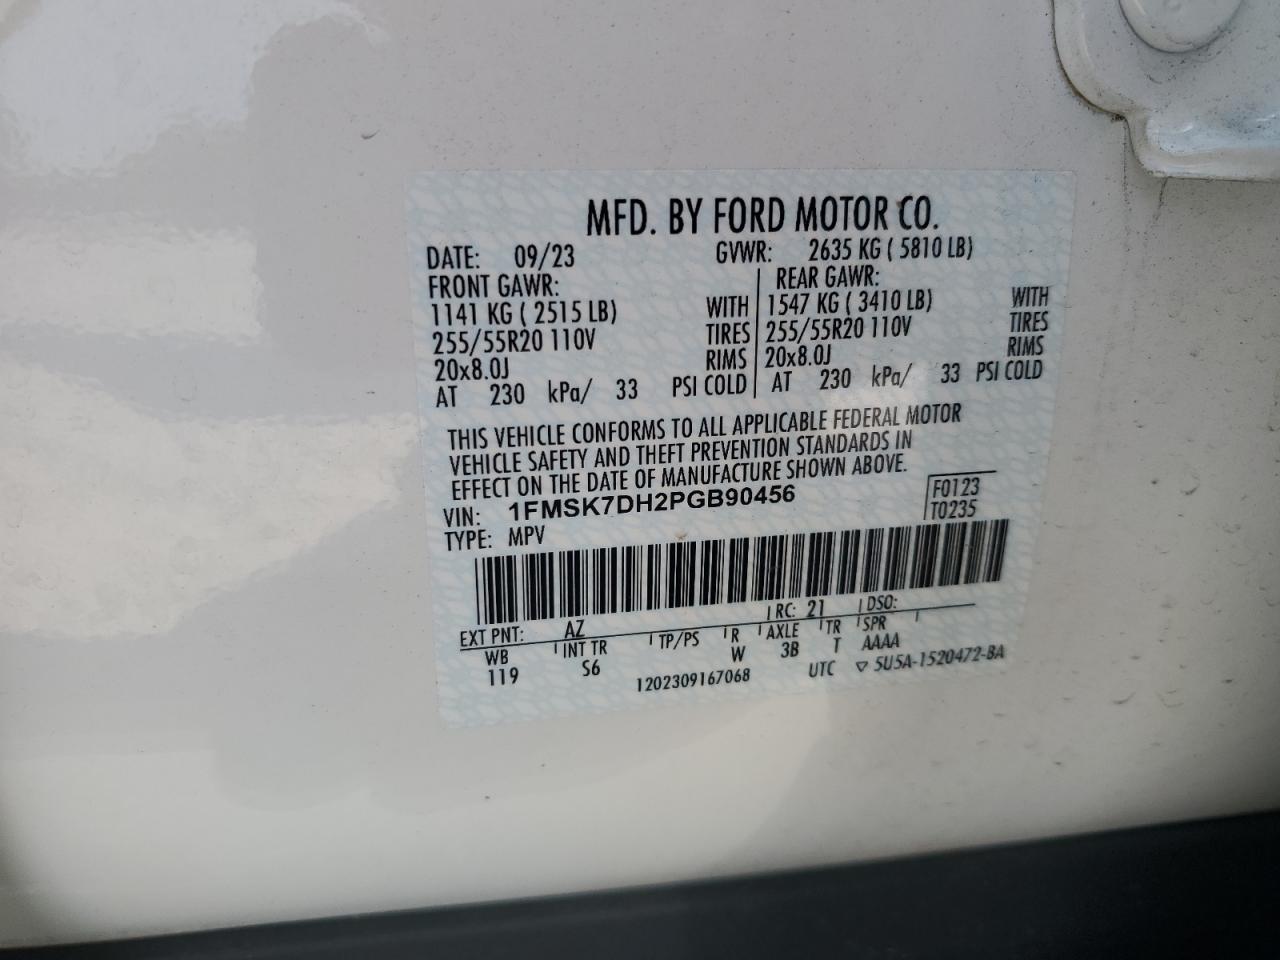 MFD. BY FORD MOTOR CO.
DATE: 09/23 GVWR: 2635 KG ( 5810 LB)
FRONT GAWR: REAR GAWR:
1141 KG ( 2515 LB) WITH 1547 KG ( 3410 LB) WITH
255/55R20 110V TIRES 255/55R20 110V TIRES
20x8.0J RIMS 20x8.0J RIMS
AT 230 kPa/ 33 PSI COLD AT 230 kPa/ 33 PSI COLD
THIS VEHICLE CONFORMS TO ALL APPLICABLE FEDERAL MOTOR
VEHICLE SAFETY AND THEFT PREVENTION STANDARDS IN
EFFECT ON THE DATE OF MANUFACTURE SHOWN ABOVE.
VIN: 1FMSK7DH2PGB90456 F0123
TYPE: MPV T0235
EXT PNT: AZ RC: 21 DSO:
WB INT TR TP/PS R AXLE TR SPR
119 S6 W 3B T AAAA
1202309167068 UTC ▽ 5U5A-1520472-BA